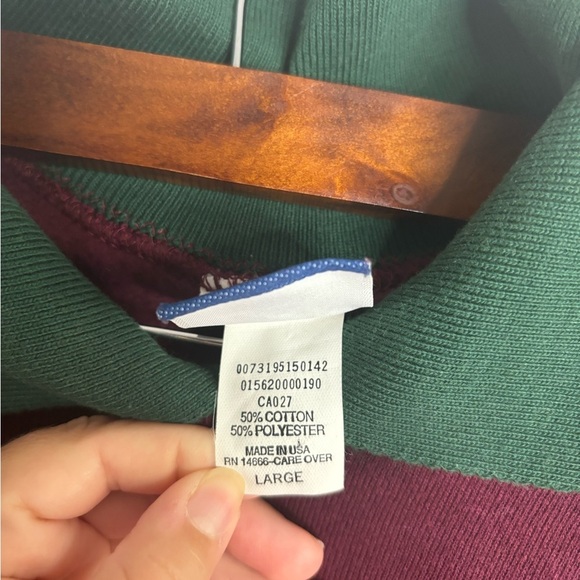 0073195150142
015620000190
CA027
50% COTTON
50% POLYESTER
MADE IN USA
RN 14666-CARE OVER
LARGE